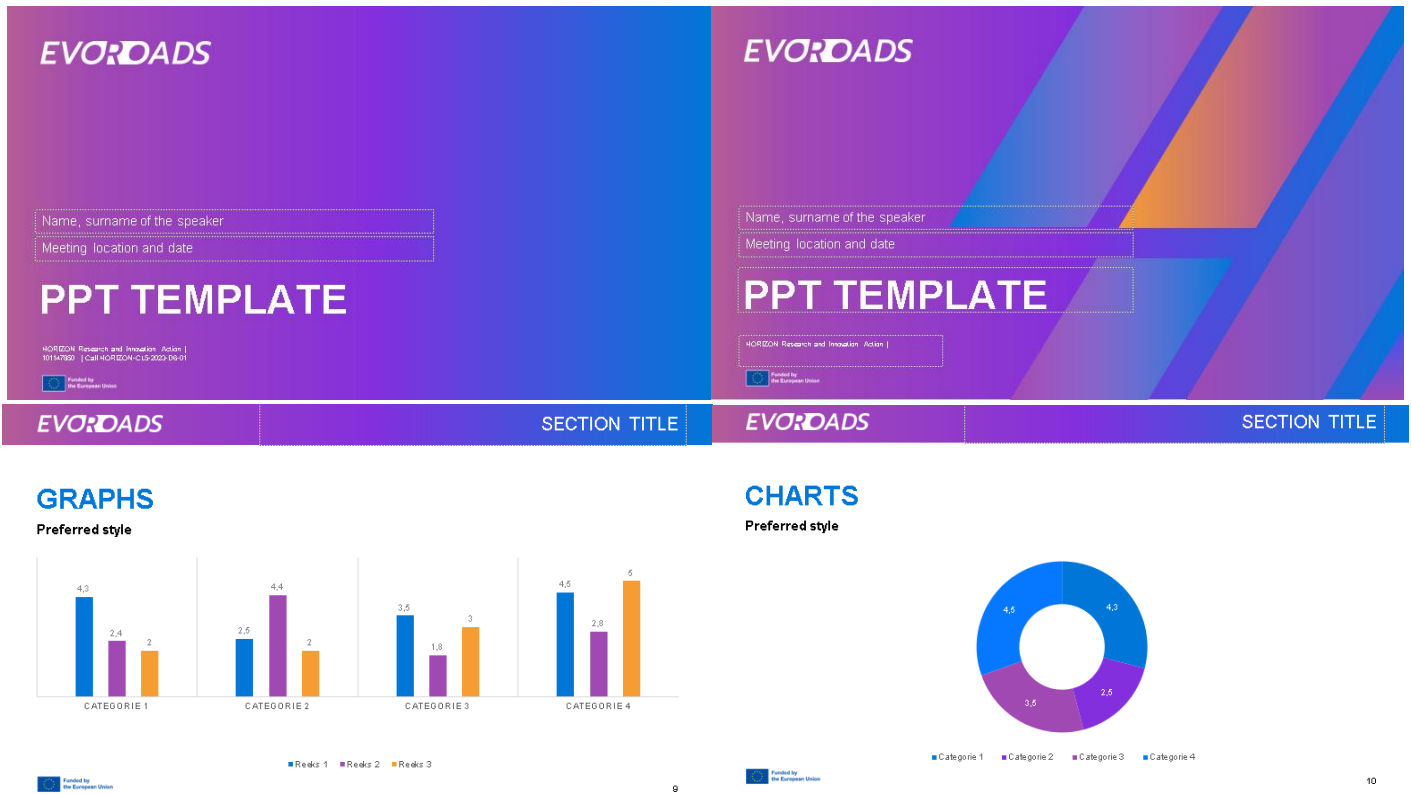 EVOROADS
Name, surname of the speaker
Meeting location and date
PPT TEMPLATE
HORIZON Research and Innovation Action |
101147850 | Call HORIZON-CL5-2023-D6-01
Funded by
the European Union
EVOROADS
Name, surname of the speaker
Meeting location and date
PPT TEMPLATE
HORIZON Research and Innovation Action |
Funded by
the European Union
EVOROADS
SECTION TITLE
GRAPHS
Preferred style
4,3
2,4
2
2,5
4,4
2
3,5
1,8
3
4,5
2,8
5
CATEGORIE 1
CATEGORIE 2
CATEGORIE 3
CATEGORIE 4
Reeks 1
Reeks 2
Reeks 3
Funded by
the European Union
9
EVOROADS
SECTION TITLE
CHARTS
Preferred style
4,5
4,3
2,5
3,5
Categorie 1
Categorie 2
Categorie 3
Categorie 4
Funded by
the European Union
10